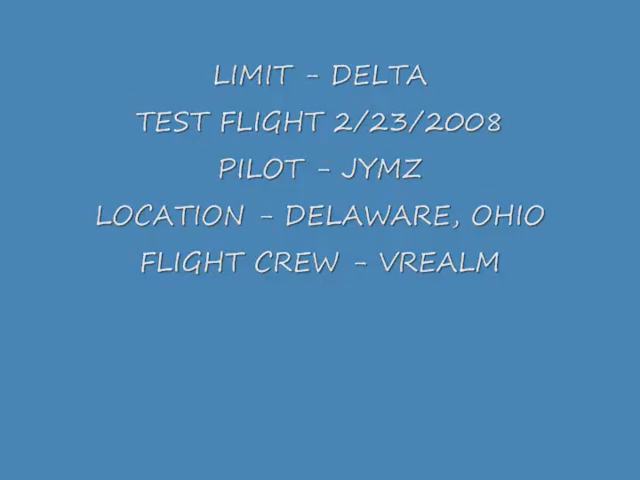 LIMIT - DELTA
TEST FLIGHT 2/23/2008
PILOT - JYMZ
LOCATION - DELAWARE, OHIO
FLIGHT CREW - VREALM